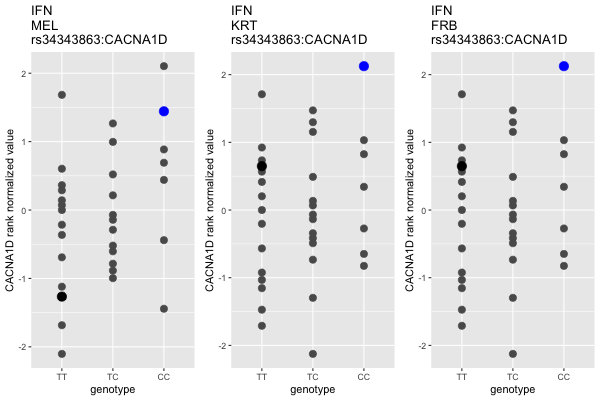 IFN
MEL
rs34343863:CACNA1D
CACNA1D rank normalized value
2
1
0
-1
-2
TT TC CC
genotype
IFN
KRT
rs34343863:CACNA1D
CACNA1D rank normalized value
2
1
0
-1
-2
TT TC CC
genotype
IFN
FRB
rs34343863:CACNA1D
CACNA1D rank normalized value
2
1
0
-1
-2
TT TC CC
genotype